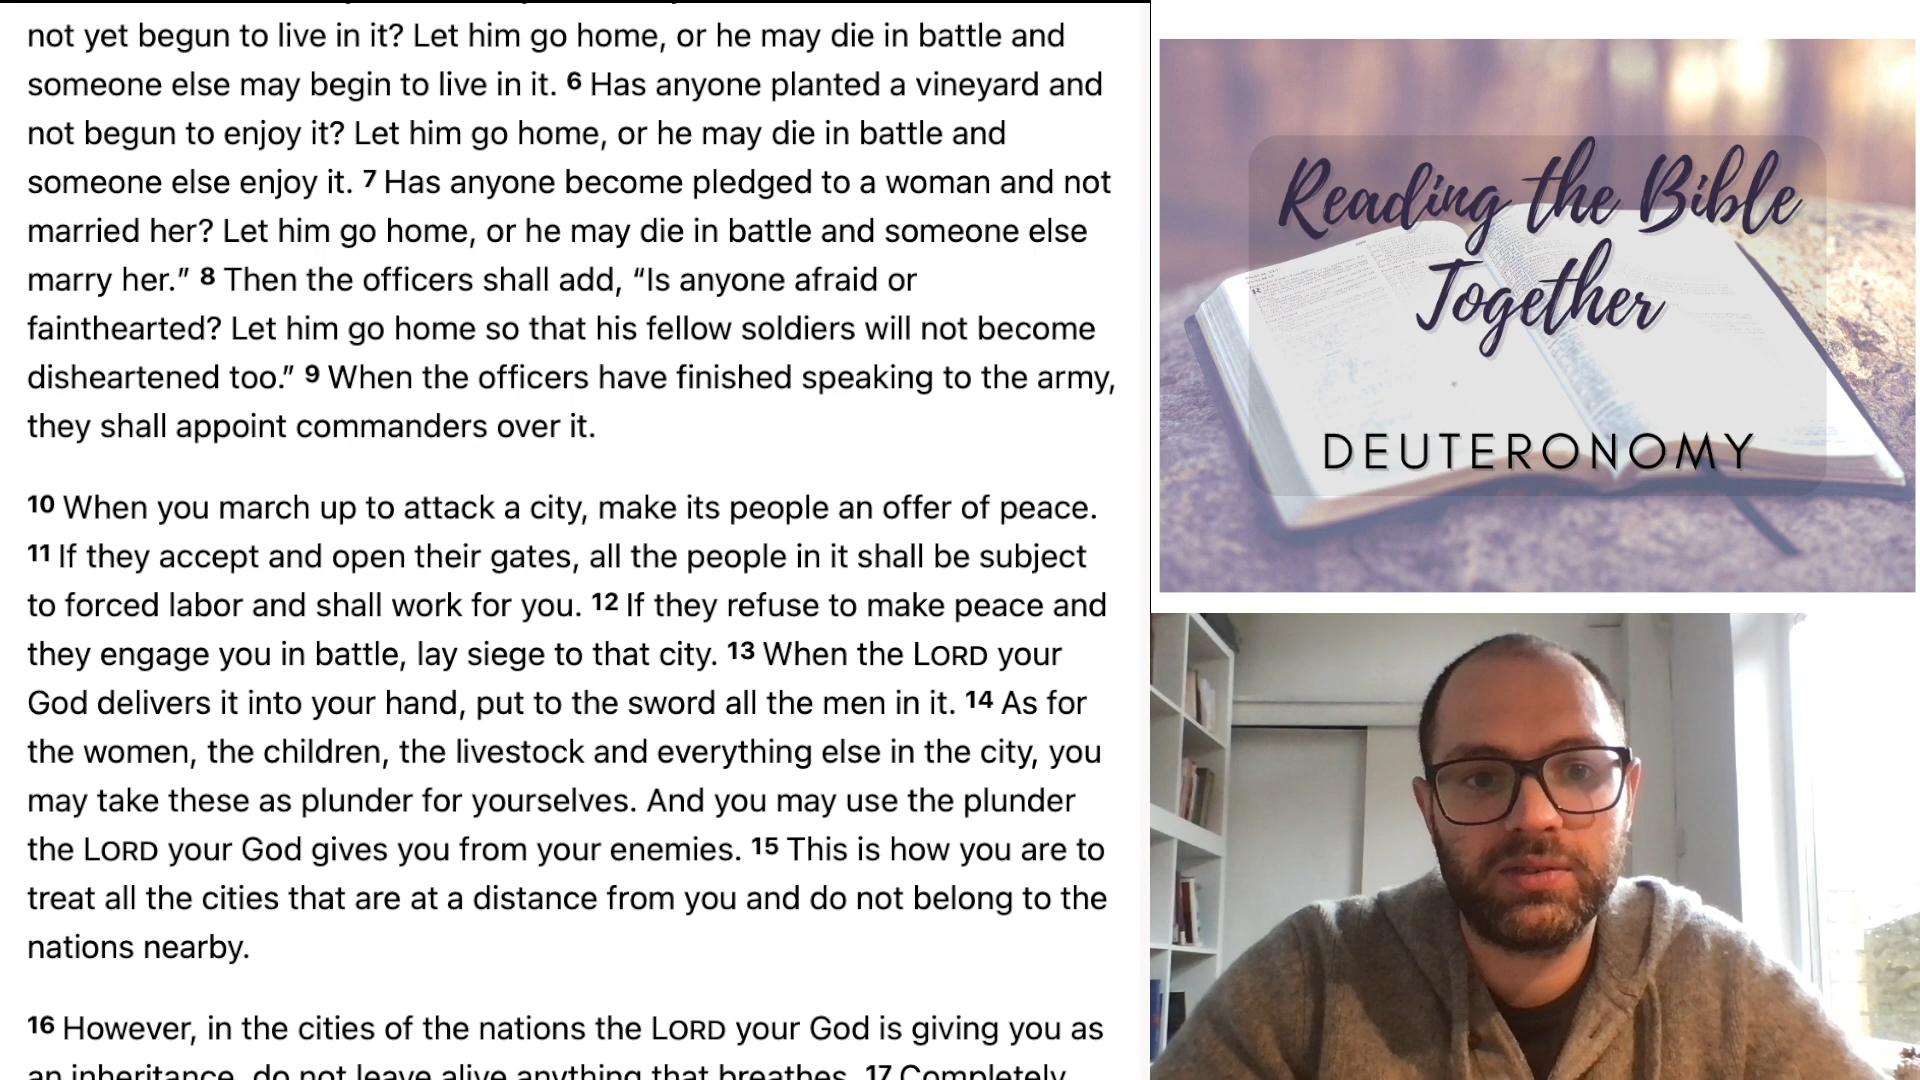 not yet begun to live in it? Let him go home, or he may die in battle and
someone else may begin to live in it. 6 Has anyone planted a vineyard and
not begun to enjoy it? Let him go home, or he may die in battle and
someone else enjoy it. 7 Has anyone become pledged to a woman and not
married her? Let him go home, or he may die in battle and someone else
marry her.” 8 Then the officers shall add, “Is anyone afraid or
fainthearted? Let him go home so that his fellow soldiers will not become
disheartened too.” 9 When the officers have finished speaking to the army,
they shall appoint commanders over it.
10 When you march up to attack a city, make its people an offer of peace.
11 If they accept and open their gates, all the people in it shall be subject
to forced labor and shall work for you. 12 If they refuse to make peace and
they engage you in battle, lay siege to that city. 13 When the LORD your
God delivers it into your hand, put to the sword all the men in it. 14 As for
the women, the children, the livestock and everything else in the city, you
may take these as plunder for yourselves. And you may use the plunder
the LORD your God gives you from your enemies. 15 This is how you are to
treat all the cities that are at a distance from you and do not belong to the
nations nearby.
16 However, in the cities of the nations the LORD your God is giving you as
an inheritance, do not leave alive anything that breathes. 17 Completely
Reading the Bible
Together
DEUTERONOMY